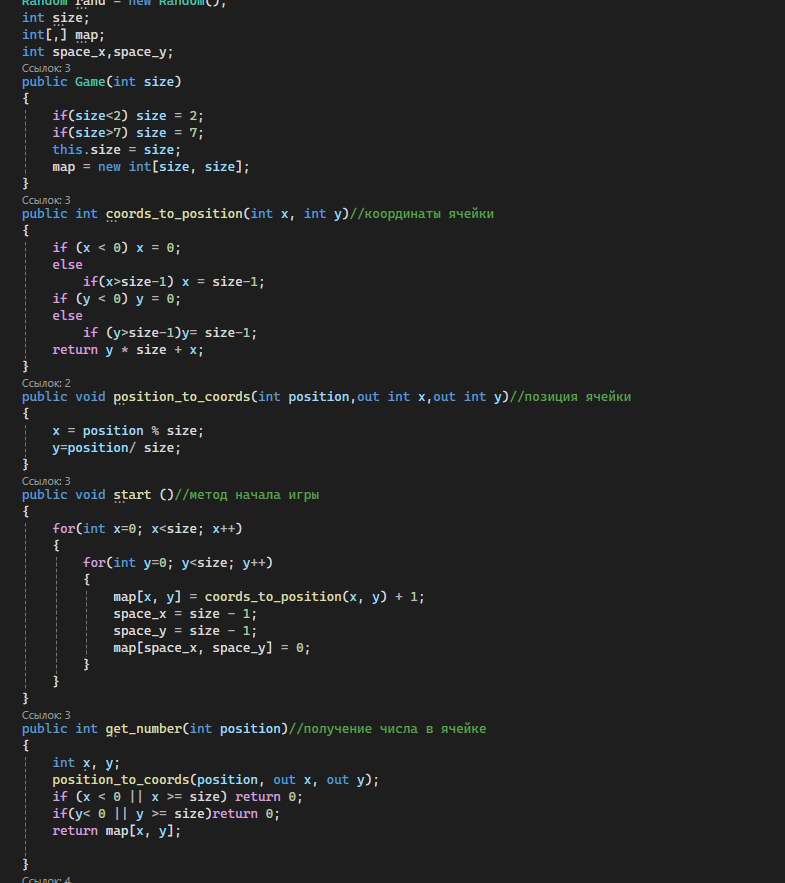 Random rand = new Random();
int size;
int[,] map;
int space_x,space_y;
Ссылок: 3
public Game(int size)
{
if(size<2) size = 2;
if(size>7) size = 7;
this.size = size;
map = new int[size, size];
}
Ссылок: 3
public int coords_to_position(int x, int y)//координаты ячейки
{
if (x < 0) x = 0;
else
if(x>size-1) x = size-1;
if (y < 0) y = 0;
else
if (y>size-1)y= size-1;
return y * size + x;
}
Ссылок: 2
public void position_to_coords(int position,out int x,out int y)//позиция ячейки
{
x = position % size;
y=position/ size;
}
Ссылок: 3
public void start ()//метод начала игры
{
for(int x=0; x<size; x++)
{
for(int y=0; y<size; y++)
{
map[x, y] = coords_to_position(x, y) + 1;
space_x = size - 1;
space_y = size - 1;
map[space_x, space_y] = 0;
}
}
}
Ссылок: 3
public int get_number(int position)//получение числа в ячейке
{
int x, y;
position_to_coords(position, out x, out y);
if (x < 0 || x >= size) return 0;
if(y< 0 || y >= size)return 0;
return map[x, y];
}
Ссылок: 4